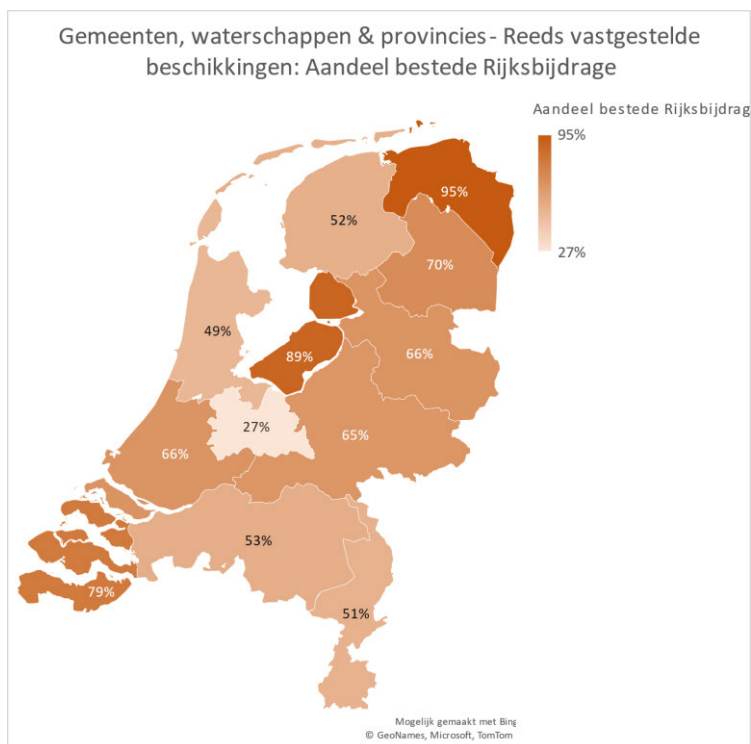 Gemeenten, waterschappen & provincies - Reeds vastgestelde
beschikkingen: Aandeel bestede Rijksbijdrage
Aandeel bestede Rijksbijdrag
95%
27%
95%
52%
70%
49%
89%
66%
27%
66%
65%
53%
79%
51%
Mogelijk gemaakt met Bing
© GeoNames, Microsoft, TomTom